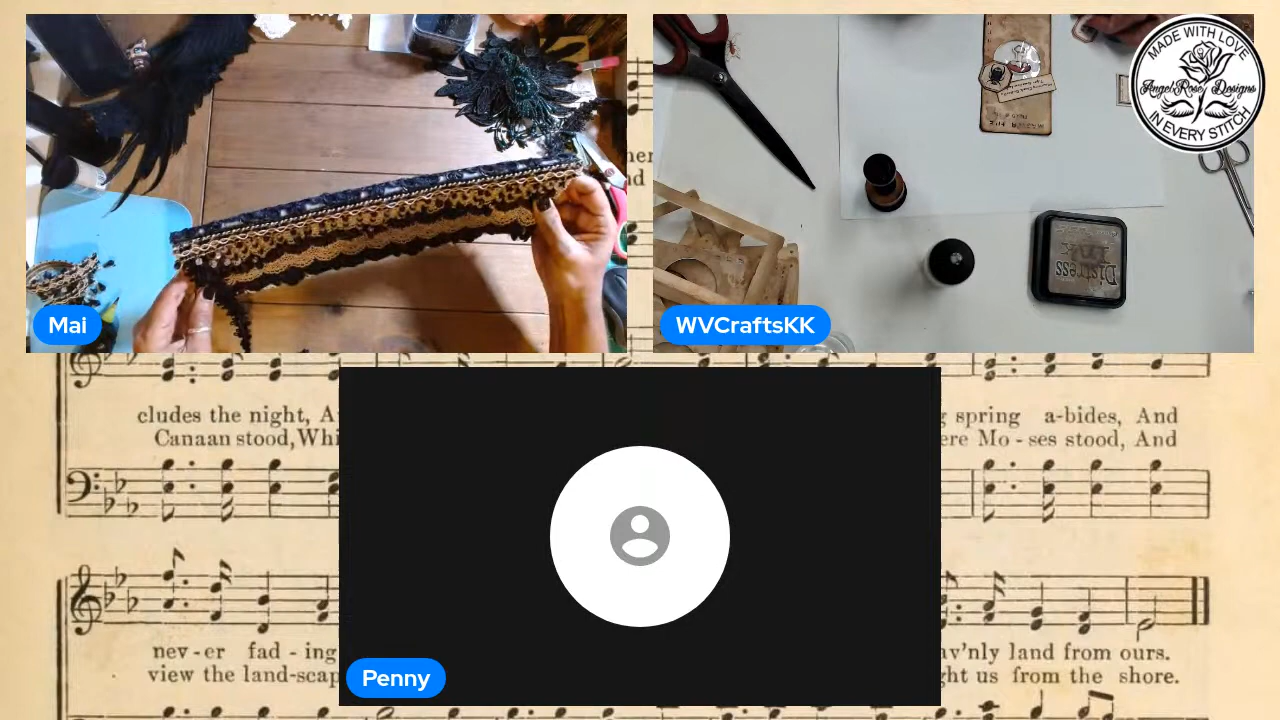 MADE WITH LOVE
AngelRose Designs
IN EVERY STITCH
Distress
ink
Mai
WVCraftsKK
cludes the night, A
g spring a-bides, And
Canaan stood, Whi
ere Mo - ses stood, And
Penny
nev - er fad - ing
av'nly land from ours.
view the land-scap
ght us from the shore.